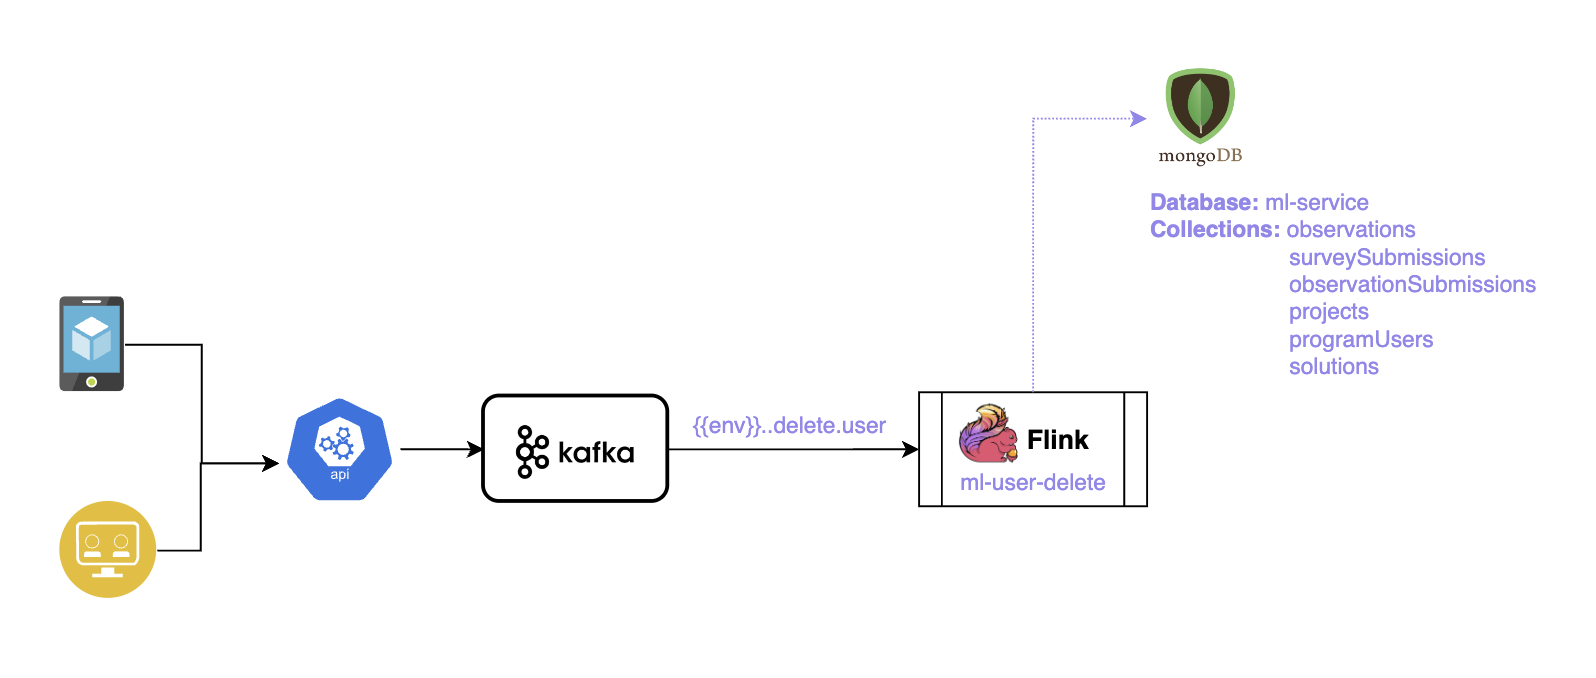 mongoDB
Database: ml-service
Collections: observations
surveySubmissions
observationSubmissions
projects
programUsers
solutions
api
kafka
{{env}}..delete.user
Flink
ml-user-delete